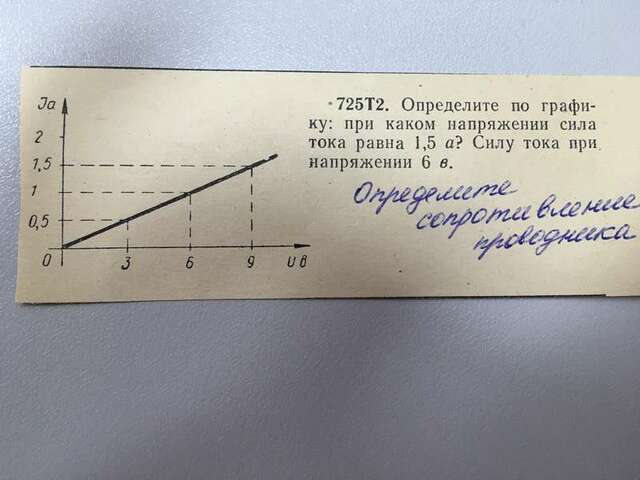 Ja
2
1,5
1
0,5
0 3 6 9 U в
725Т2. Определите по графи-
ку: при каком напряжении сила
тока равна 1,5 а? Силу тока при
напряжении 6 в.
Определите
сопротивление
проводника